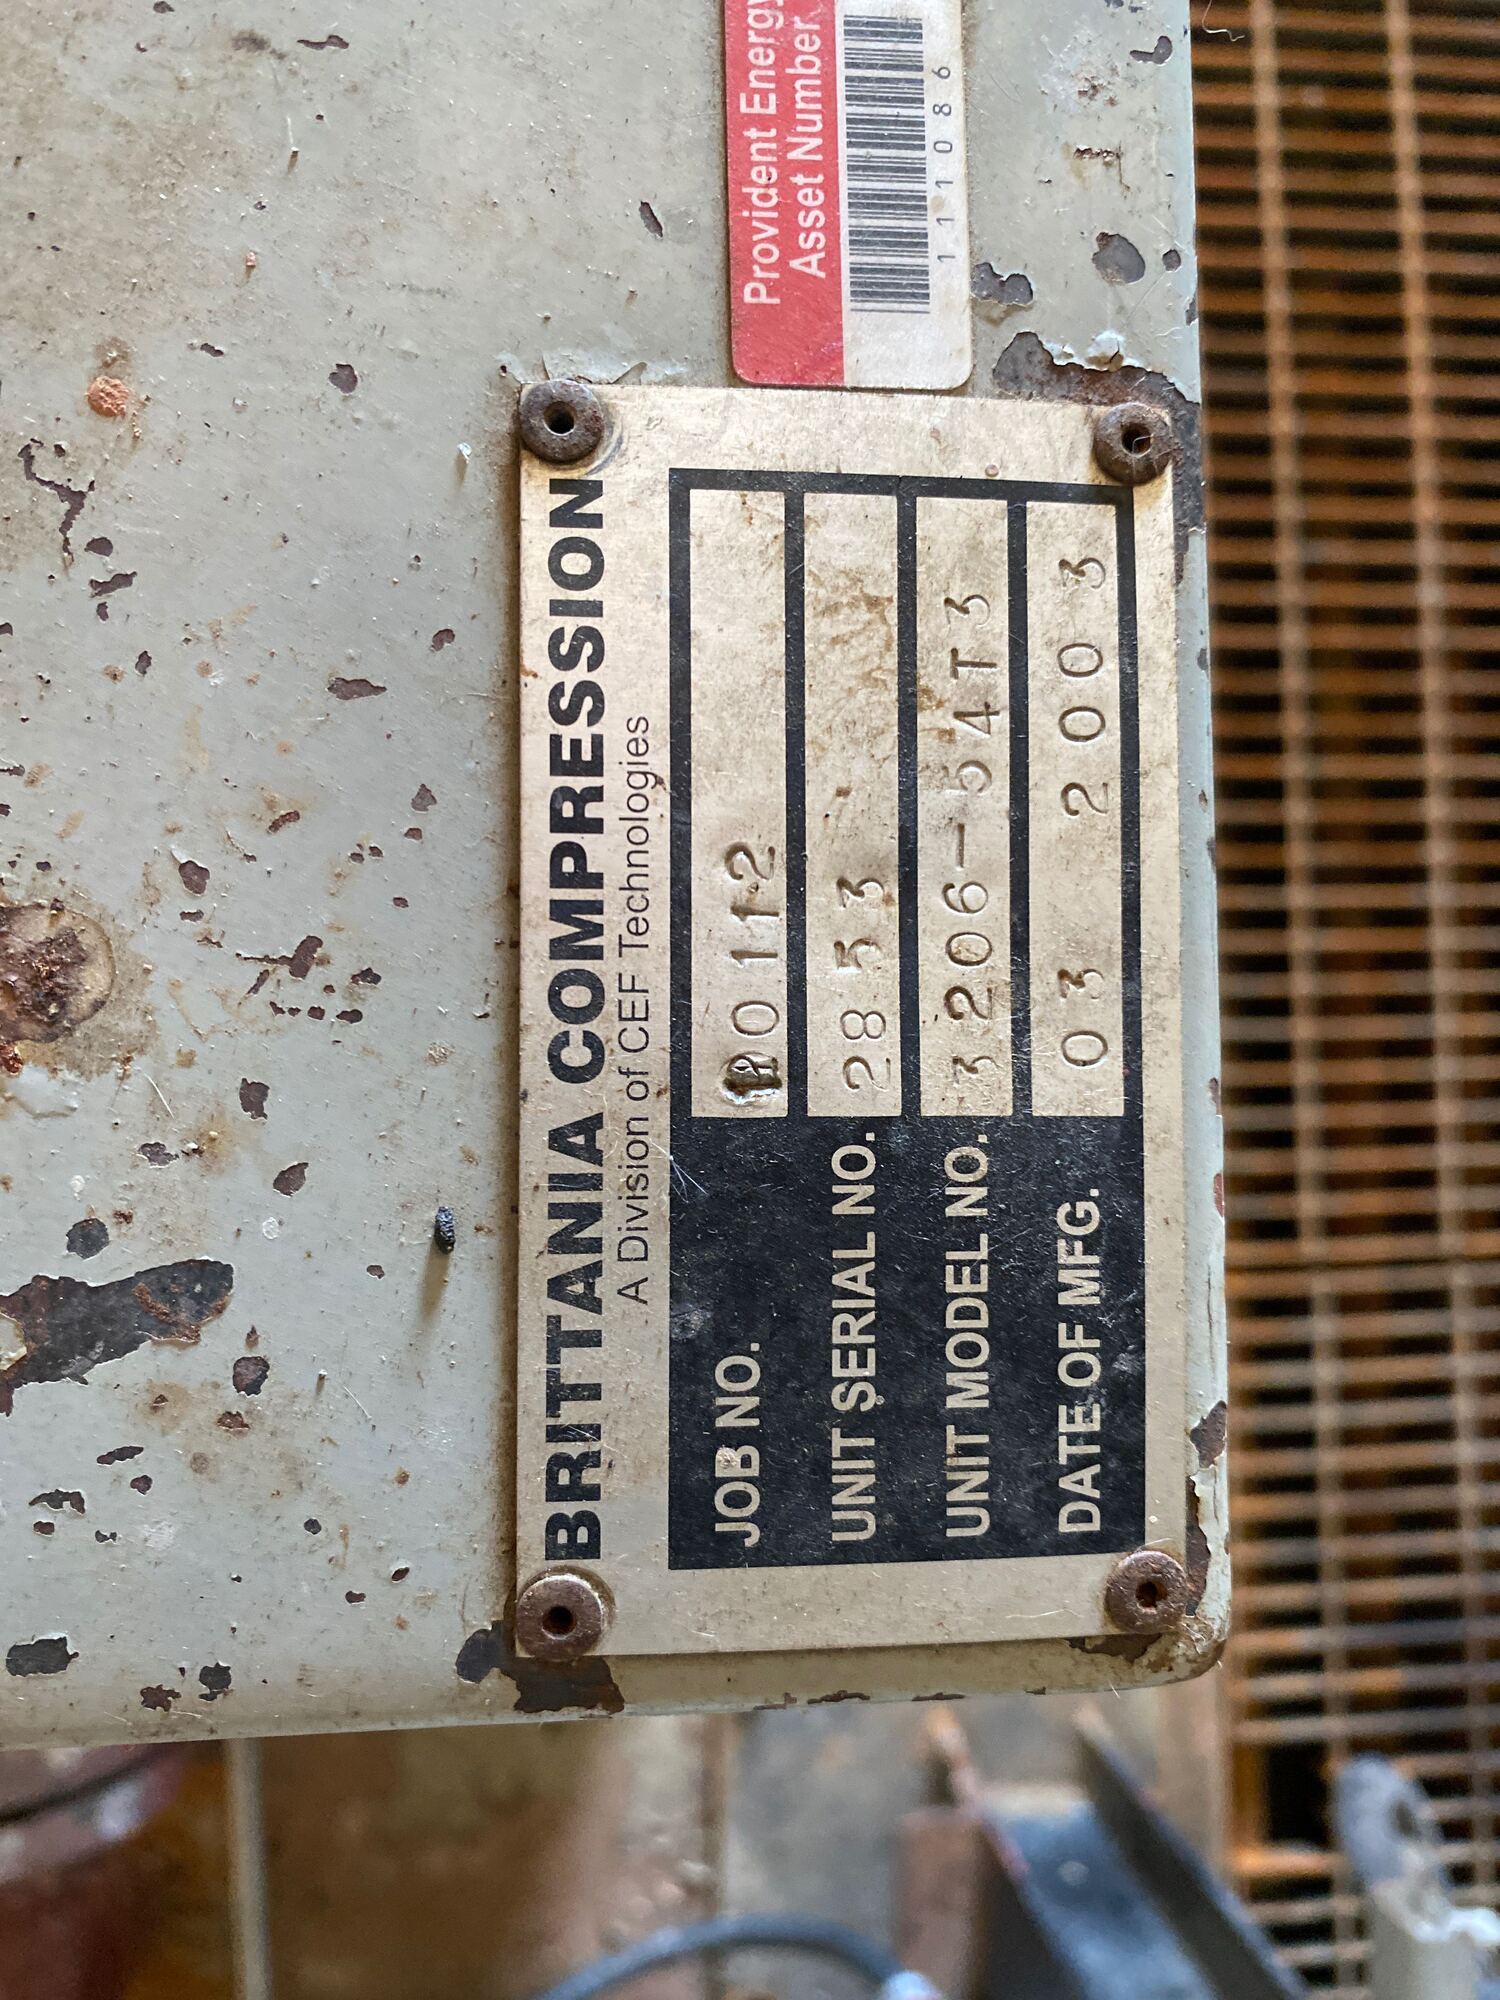 BRITTANIA COMPRESSION
A Division of CEF Technologies
JOB NO. 0112
UNIT SERIAL NO. 2853
UNIT MODEL NO. 3206-54T3
DATE OF MFG. 03 2003
Provident Energy
Asset Number
111086